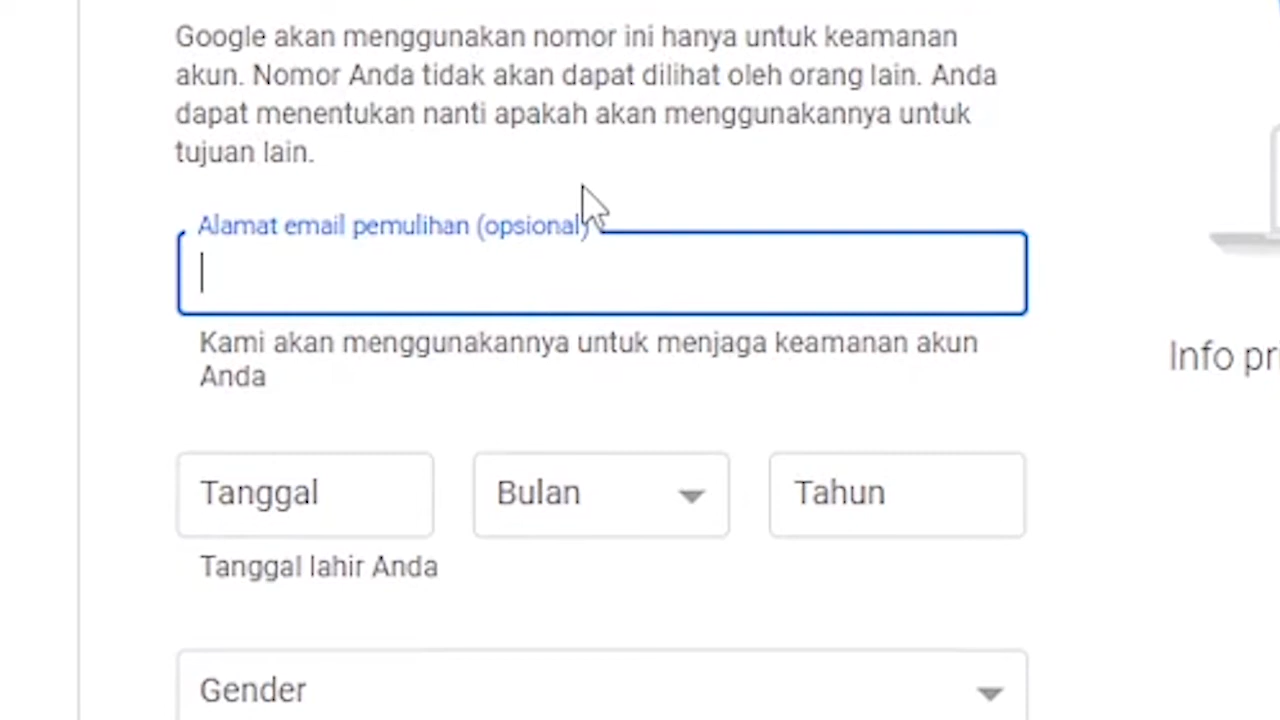 Google akan menggunakan nomor ini hanya untuk keamanan
akun. Nomor Anda tidak akan dapat dilihat oleh orang lain. Anda
dapat menentukan nanti apakah akan menggunakannya untuk
tujuan lain.
Alamat email pemulihan (opsional)
Kami akan menggunakannya untuk menjaga keamanan akun
Anda
Info
Tanggal
Bulan
Tahun
Tanggal lahir Anda
Gender